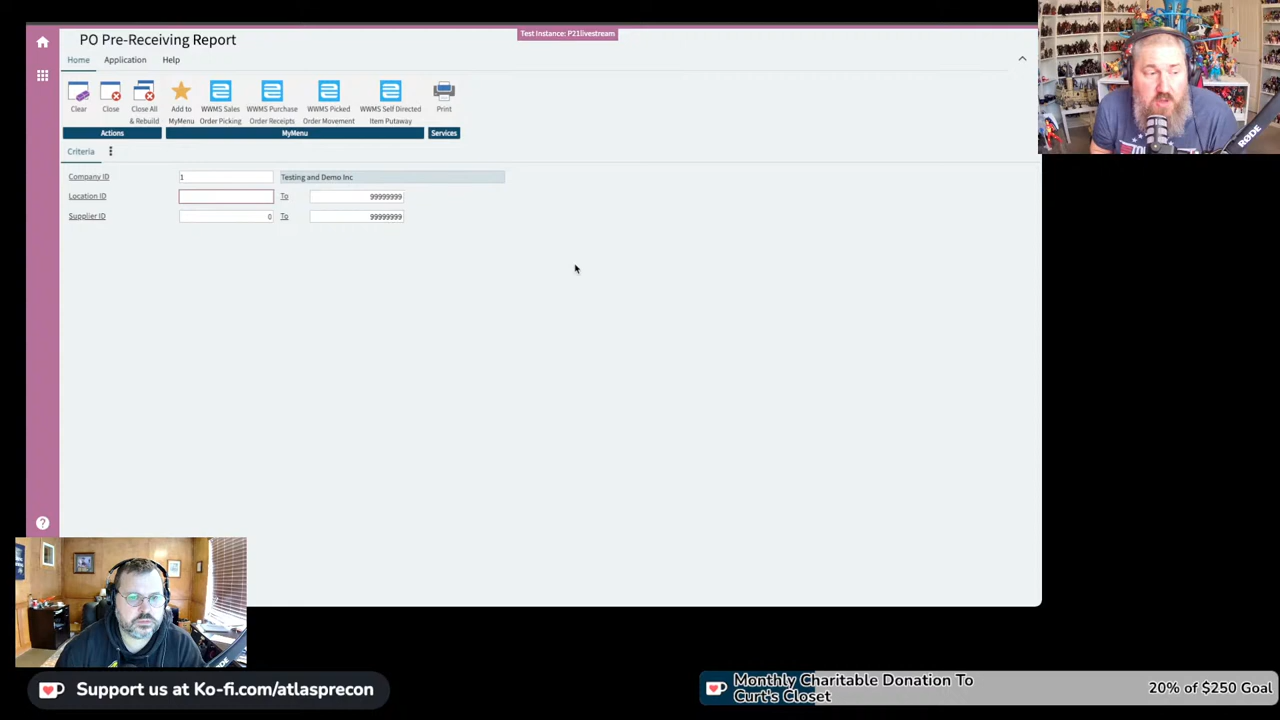 PO Pre-Receiving Report
Test Instance: P21livestream
Home Application Help
Clear
Close
Close All & Rebuild
Add to MyMenu
WWMS Sales Order Picking
WWMS Purchase Order Receipts
WWMS Picked Order Movement
WWMS Self Directed Item Putaway
Print
Actions MyMenu Services
Criteria
Company ID 1 Testing and Demo Inc
Location ID To 99999999
Supplier ID 0 To 99999999
RODE
Support us at Ko-fi.com/atlasprecon
Monthly Charitable Donation To
Curt's Closet
20% of $250 Goal